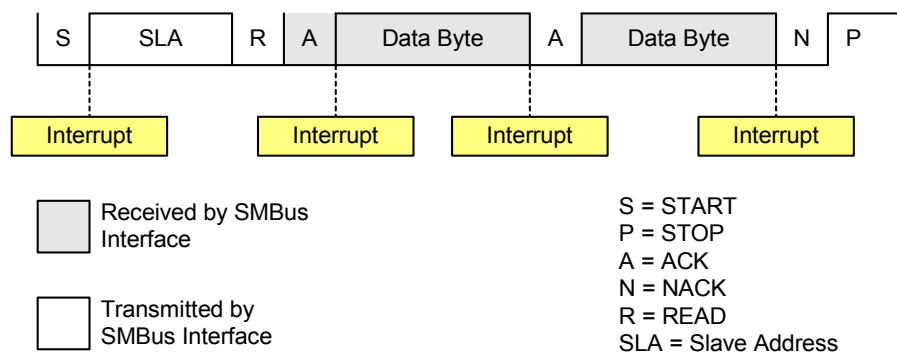 S SLA R A Data Byte A Data Byte N P
Interrupt Interrupt Interrupt Interrupt
Received by SMBus
Interface
Transmitted by
SMBus Interface
S = START
P = STOP
A = ACK
N = NACK
R = READ
SLA = Slave Address